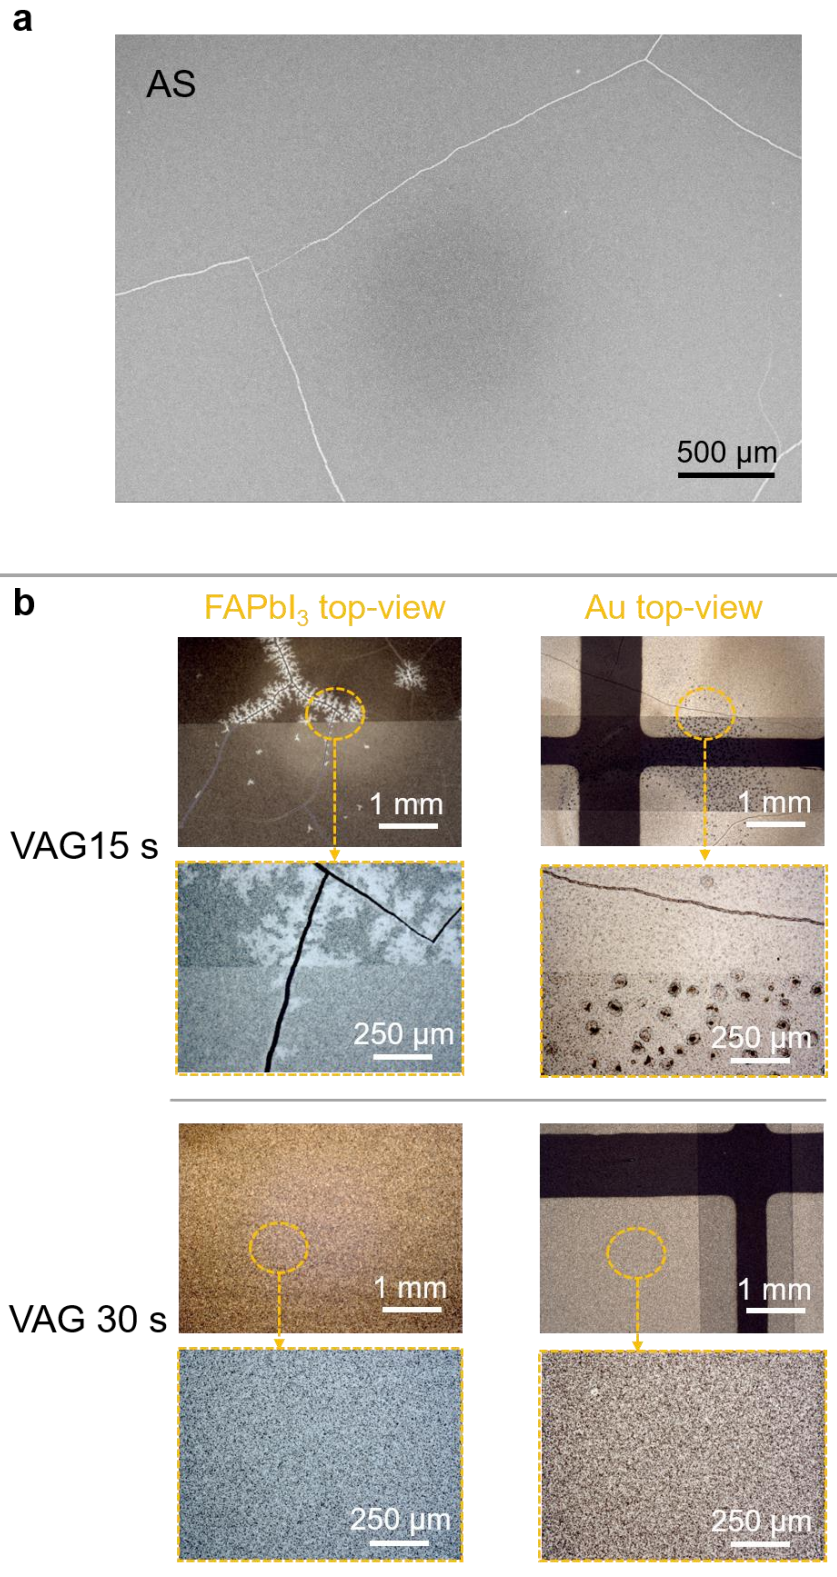 a
AS
500 μm
b
FAPbI₃ top-view
Au top-view
1 mm
1 mm
VAG15 s
250 μm
250 μm
1 mm
1 mm
VAG 30 s
250 μm
250 μm